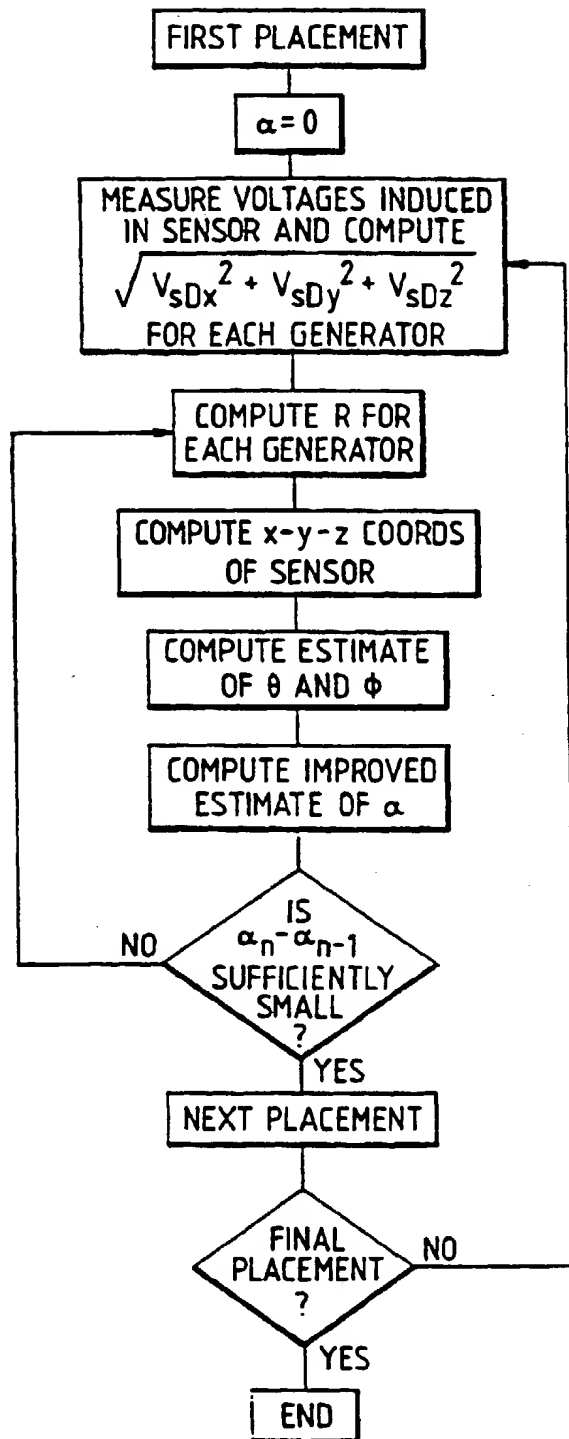 FIRST PLACEMENT
α = 0
MEASURE VOLTAGES INDUCED
IN SENSOR AND COMPUTE
√ VsDx² + VsDy² + VsDz²
FOR EACH GENERATOR
COMPUTE R FOR
EACH GENERATOR
COMPUTE x-y-z COORDS
OF SENSOR
COMPUTE ESTIMATE
OF θ AND ϕ
COMPUTE IMPROVED
ESTIMATE OF α
IS
αn-αn-1
SUFFICIENTLY
SMALL
?
NO
YES
NEXT PLACEMENT
FINAL
PLACEMENT
?
NO
YES
END